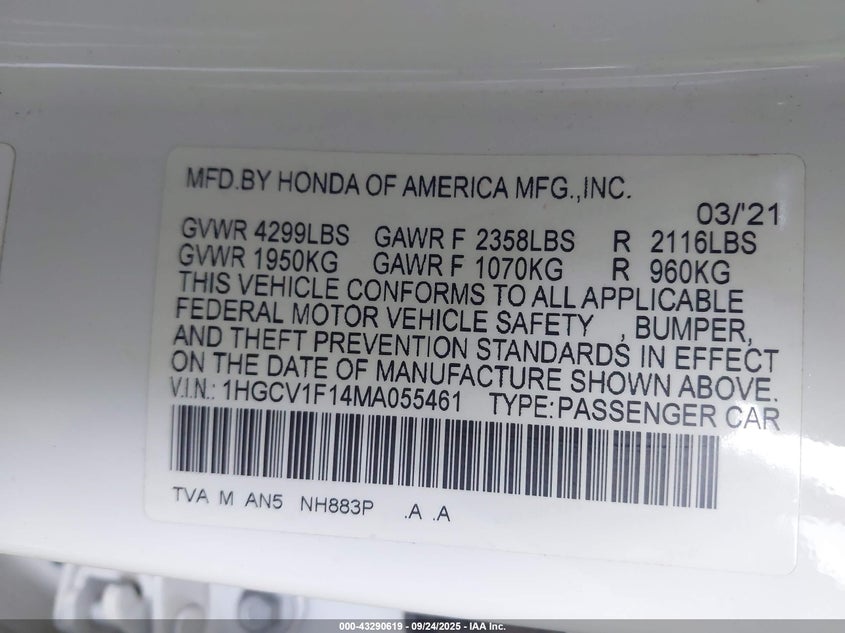 MFD.BY HONDA OF AMERICA MFG.,INC.
03/'21
GVWR 4299LBS GAWR F 2358LBS R 2116LBS
GVWR 1950KG GAWR F 1070KG R 960KG
THIS VEHICLE CONFORMS TO ALL APPLICABLE
FEDERAL MOTOR VEHICLE SAFETY , BUMPER,
AND THEFT PREVENTION STANDARDS IN EFFECT
ON THE DATE OF MANUFACTURE SHOWN ABOVE.
V.I.N.: 1HGCV1F14MA055461 TYPE:PASSENGER CAR
TVA M AN5 NH883P .A .A
000-43290619 - 09/24/2025 - IAA Inc.